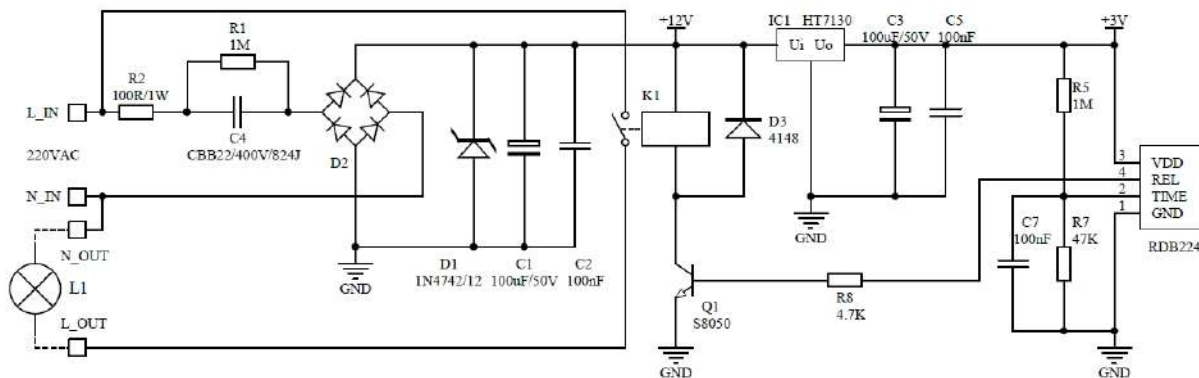 R1
1M
R2
100R/1W
L_IN
C4
CBB22/400V/824J
220VAC
D2
N_IN
N_OUT
L1
L_OUT
GND
D1
1N4742/12
C1
100uF/50V
C2
100nF
K1
+12V
D3
4148
Q1
S8050
GND
IC1 HT7130
Ui Uo
GND
C3
100uF/50V
C5
100nF
+3V
R5
1M
R8
4.7K
C7
100nF
R7
47K
GND
3 VDD
4 REL
2 TIME
1 GND
RDB224